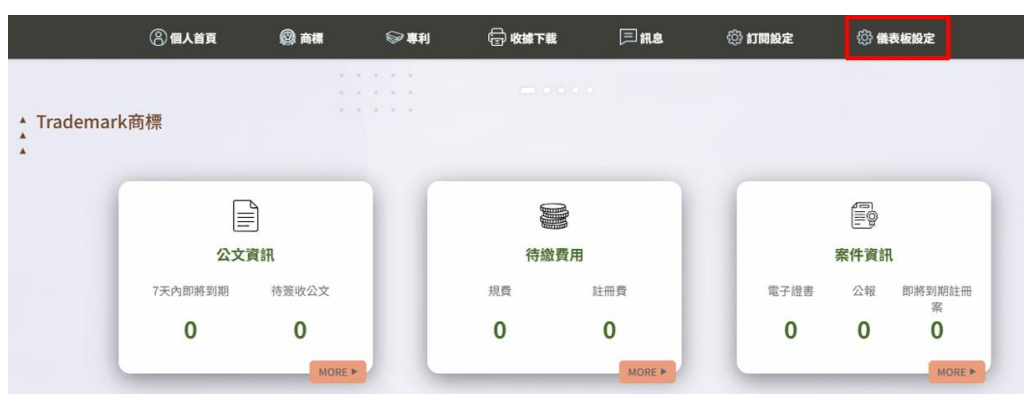 個人首頁 商標 專利 收據下載 訊息 訂閱設定 儀表板設定
Trademark商標
公文資訊
7天內即將到期 待簽收公文
0 0
MORE
待繳費用
規費 註冊費
0 0
MORE
案件資訊
電子證書 公報 即將到期註冊
案
0 0 0
MORE